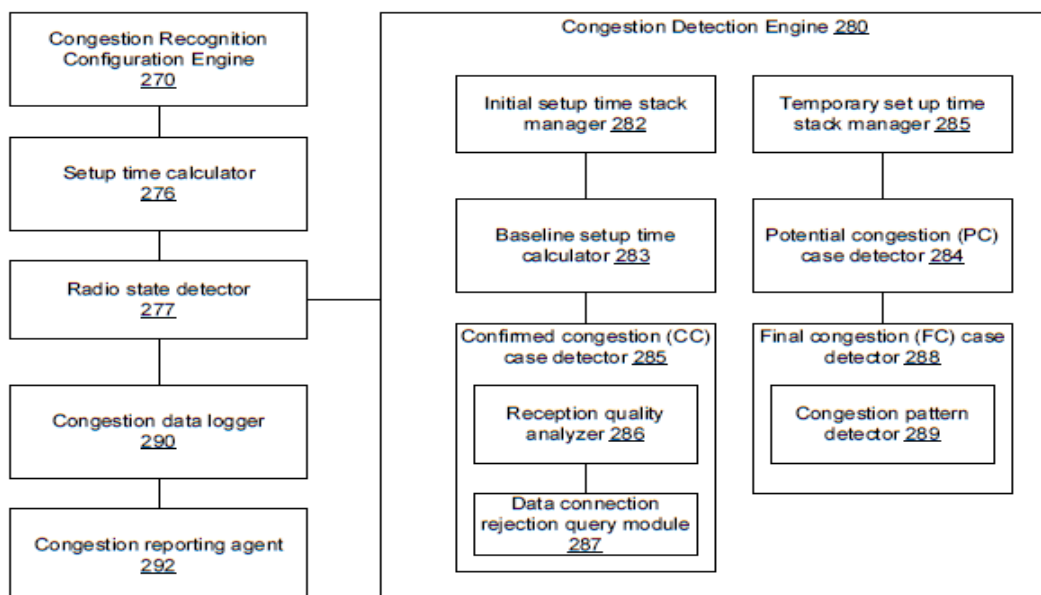 Congestion Recognition
Configuration Engine
270
Setup time calculator
276
Radio state detector
277
Congestion data logger
290
Congestion reporting agent
292
Congestion Detection Engine 280
Initial setup time stack
manager 282
Baseline setup time
calculator 283
Confirmed congestion (CC)
case detector 285
Reception quality
analyzer 286
Data connection
rejection query module
287
Temporary set up time
stack manager 285
Potential congestion (PC)
case detector 284
Final congestion (FC) case
detector 288
Congestion pattern
detector 289